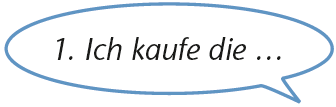 1. Ich kaufe die …